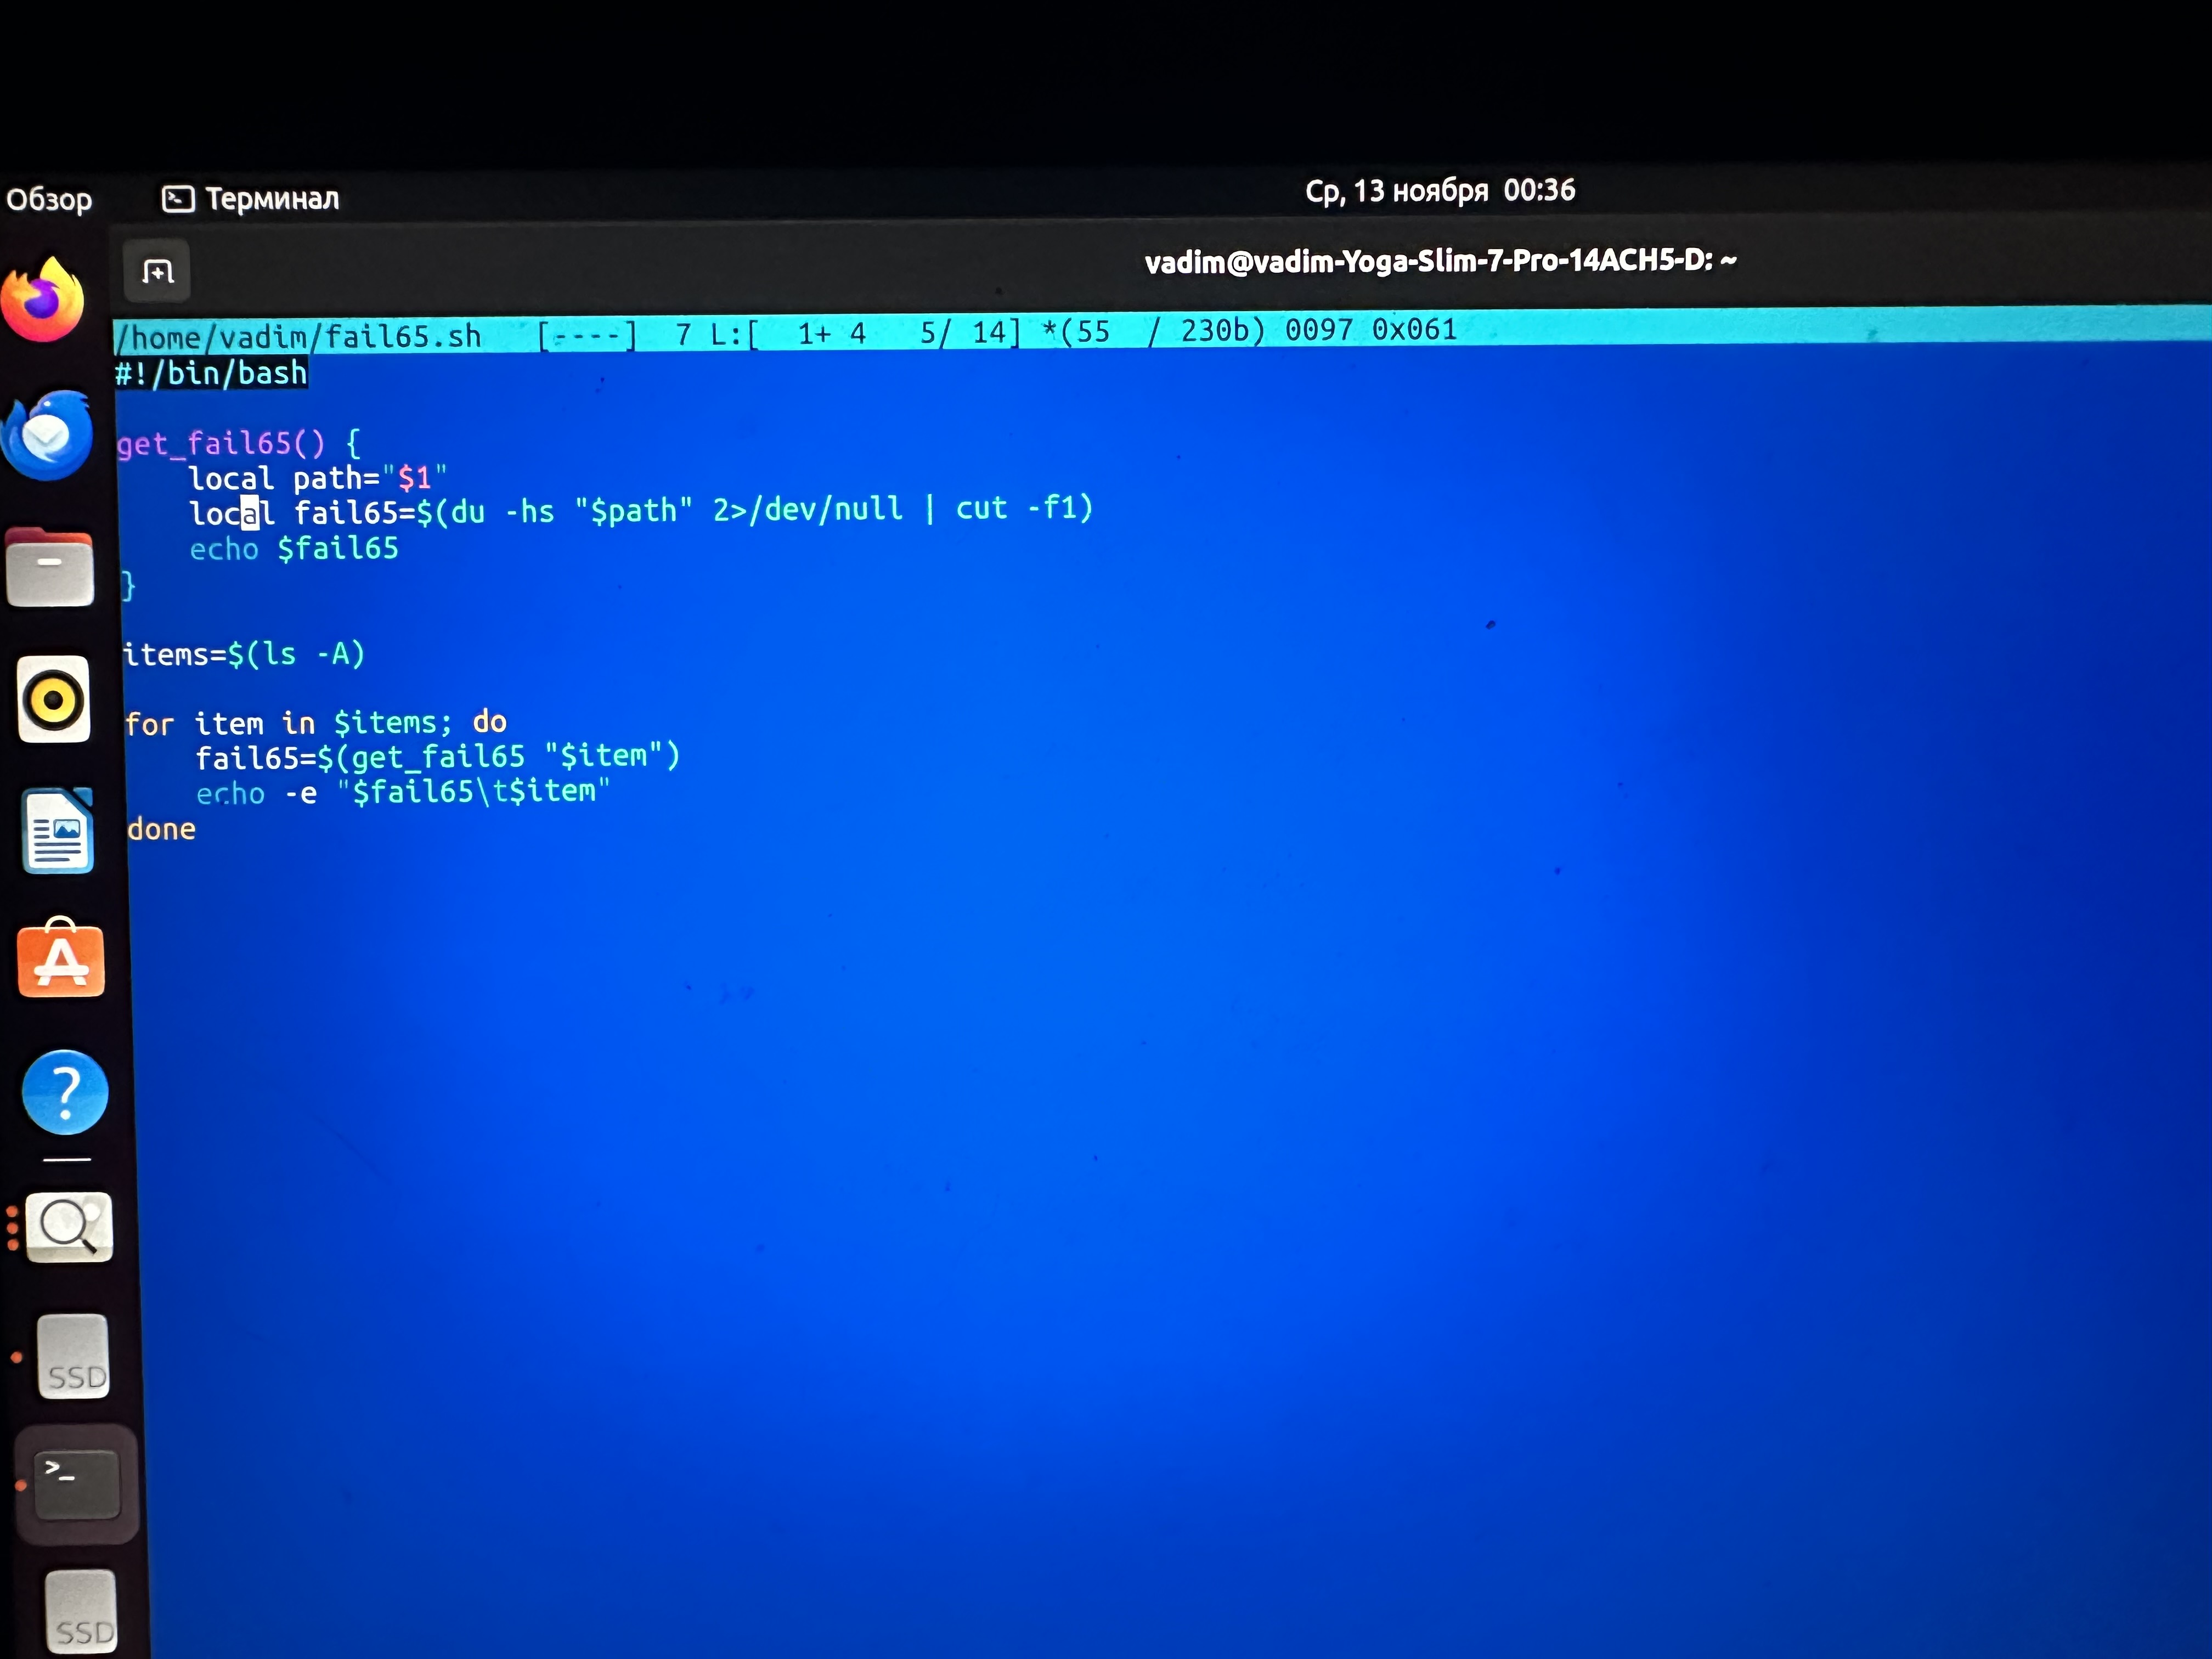 Обзор
Терминал
Ср, 13 ноября 00:36
vadim@vadim-Yoga-Slim-7-Pro-14ACH5-D: ~
/home/vadim/fail65.sh   [----]  7 L:[  1+ 4   5/ 14] *(55  / 230b) 0097 0x061
#!/bin/bash

get_fail65() {
    local path="$1"
    local fail65=$(du -hs "$path" 2>/dev/null | cut -f1)
    echo $fail65
}

items=$(ls -A)

for item in $items; do
    fail65=$(get_fail65 "$item")
    echo -e "$fail65\t$item"
done
?
SSD
>_
SSD